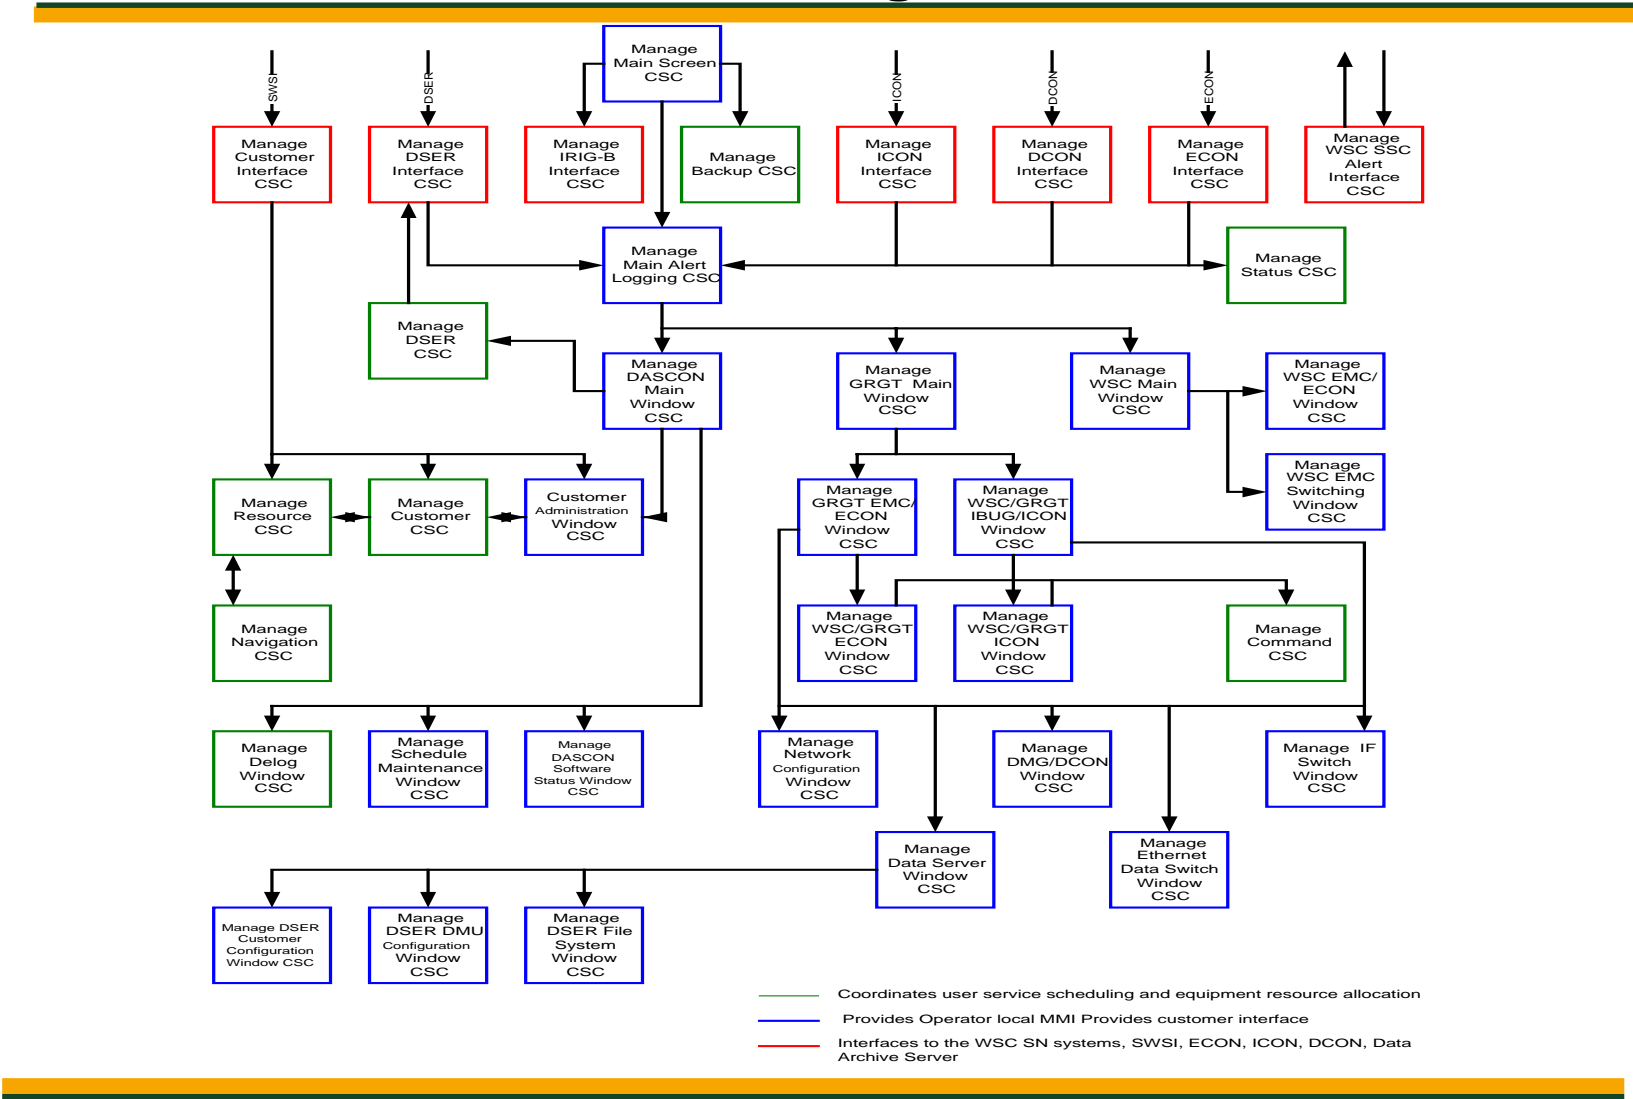 Manage
Main Screen
CSC
SWSI
DSER
ICON
DCON
ECON
Manage
Customer
Interface
CSC
Manage
DSER
Interface
CSC
Manage
IRIG-B
Interface
CSC
Manage
Backup CSC
Manage
ICON
Interface
CSC
Manage
DCON
Interface
CSC
Manage
ECON
Interface
CSC
Manage
WSC SSC
Alert
Interface
CSC
Manage
Main Alert
Logging CSC
Manage
Status CSC
Manage
DSER
CSC
Manage
DASCON
Main
Window
CSC
Manage
GRGT Main
Window
CSC
Manage
WSC Main
Window
CSC
Manage
WSC EMC/
ECON
Window
CSC
Manage
WSC EMC
Switching
Window
CSC
Manage
Resource
CSC
Manage
Customer
CSC
Customer
Administration
Window
CSC
Manage
GRGT EMC/
ECON
Window
CSC
Manage
WSC/GRGT
IBUG/ICON
Window
CSC
Manage
Navigation
CSC
Manage
WSC/GRGT
ECON
Window
CSC
Manage
WSC/GRGT
ICON
Window
CSC
Manage
Command
CSC
Manage
Delog
Window
CSC
Manage
Schedule
Maintenance
Window
CSC
Manage
DASCON
Software
Status Window
CSC
Manage
Network
Configuration
Window
CSC
Manage
DMG/DCON
Window
CSC
Manage IF
Switch
Window
CSC
Manage
Data Server
Window
CSC
Manage
Ethernet
Data Switch
Window
CSC
Manage DSER
Customer
Configuration
Window CSC
Manage
DSER DMU
Configuration
Window
CSC
Manage
DSER File
System
Window
CSC
Coordinates user service scheduling and equipment resource allocation
Provides Operator local MMI Provides customer interface
Interfaces to the WSC SN systems, SWSI, ECON, ICON, DCON, Data
Archive Server